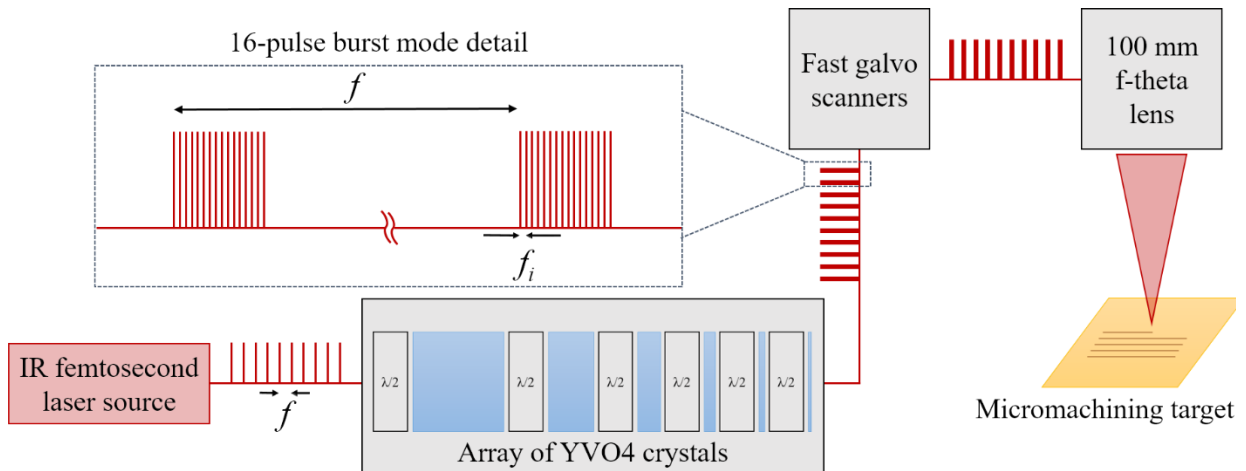 16-pulse burst mode detail
f
f_i
Fast galvo
scanners
100 mm
f-theta
lens
IR femtosecond
laser source
f
λ/2
λ/2
λ/2
λ/2
λ/2
λ/2
Array of YVO4 crystals
Micromachining target